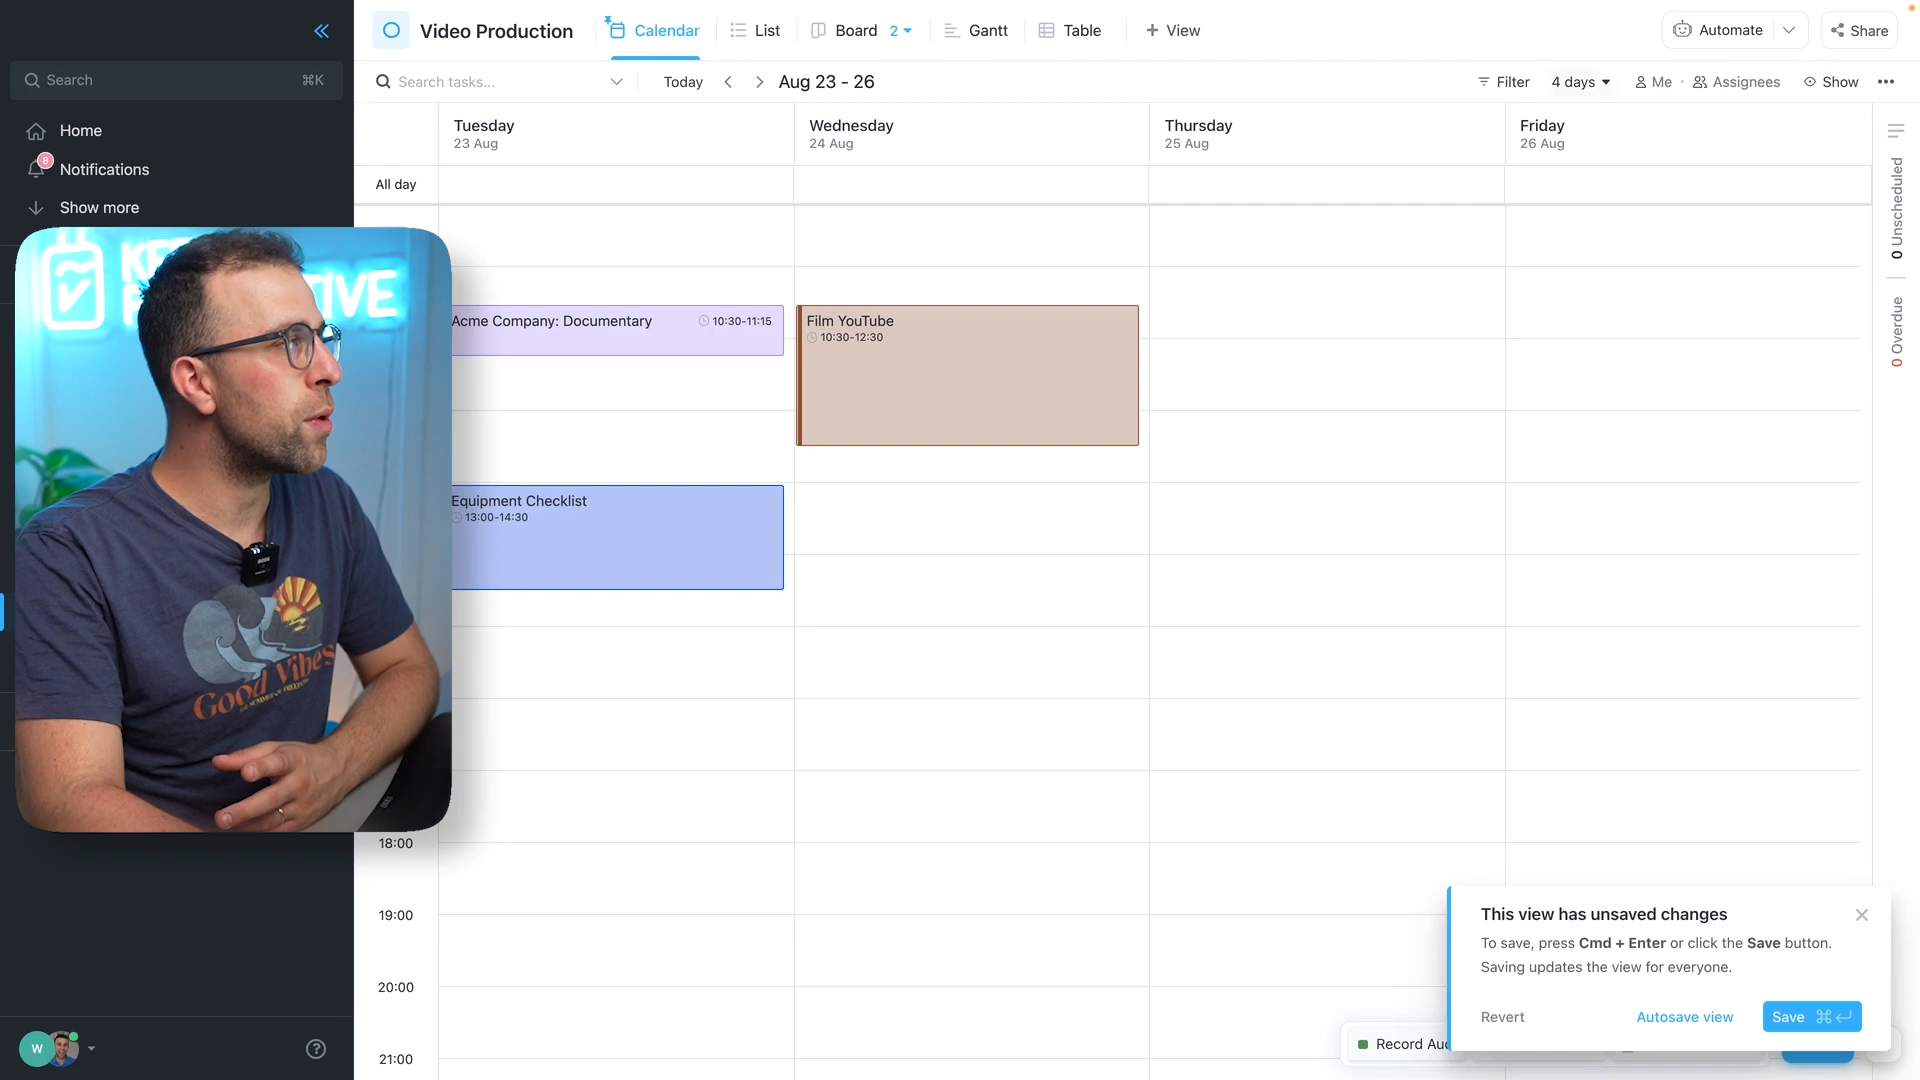 Video Production
Calendar
List
Board 2
Gantt
Table
+ View
Automate
Share
Search
⌘K
Search tasks...
Today
Aug 23 - 26
Filter
4 days
Me
Assignees
Show
Home
8
Notifications
Show more
Tuesday
23 Aug
Wednesday
24 Aug
Thursday
25 Aug
Friday
26 Aug
All day
0 Unscheduled
0 Overdue
Acme Company: Documentary
10:30-11:15
Film YouTube
10:30-12:30
Equipment Checklist
13:00-14:30
Good Vibes
18:00
19:00
20:00
21:00
This view has unsaved changes
To save, press Cmd + Enter or click the Save button.
Saving updates the view for everyone.
Revert
Autosave view
Save ⌘↵
Record
W